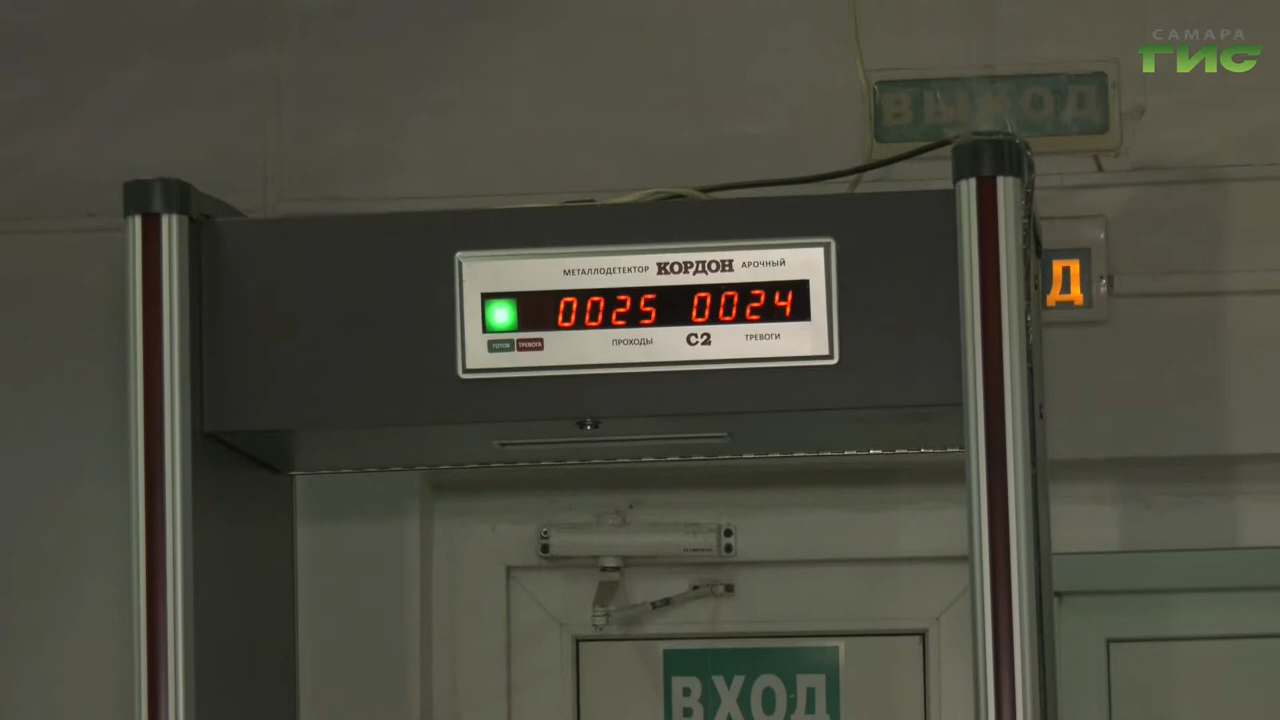 САМАРА
ГИС
ВЫХОД
МЕТАЛЛОДЕТЕКТОР КОРДОН АРОЧНЫЙ
0025 0024
ГОТОВ ТРЕВОГА ПРОХОДЫ С2 ТРЕВОГИ
Д
ВХОД